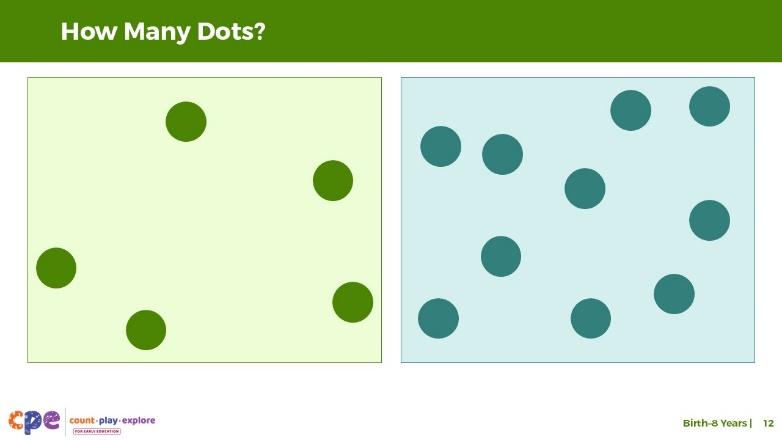 How Many Dots?
cpe
count·play·explore
FOR EARLY EDUCATION
Birth–8 Years | 12